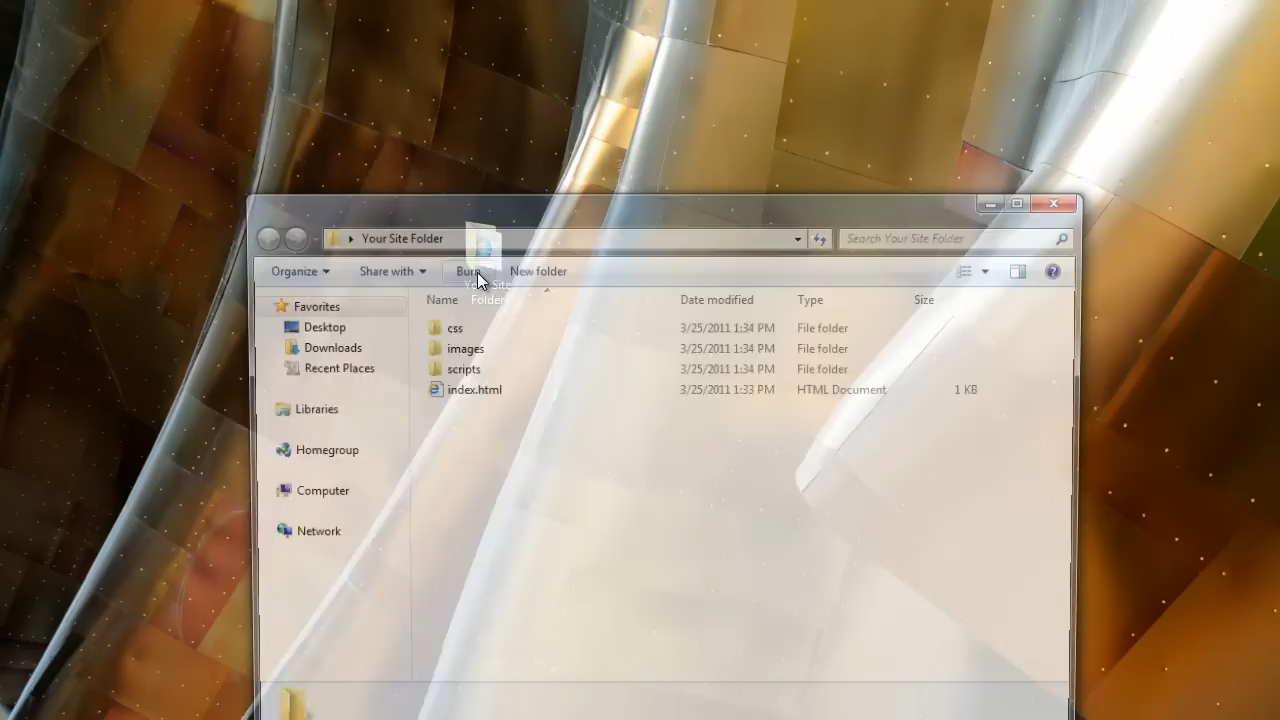 Your Site Folder
Search Your Site Folder
Organize
Share with
Burn
New folder
Your Site
Folder
Name
Date modified
Type
Size
Favorites
Desktop
Downloads
Recent Places
Libraries
Homegroup
Computer
Network
css 3/25/2011 1:34 PM File folder
images 3/25/2011 1:34 PM File folder
scripts 3/25/2011 1:34 PM File folder
index.html 3/25/2011 1:33 PM HTML Document 1 KB